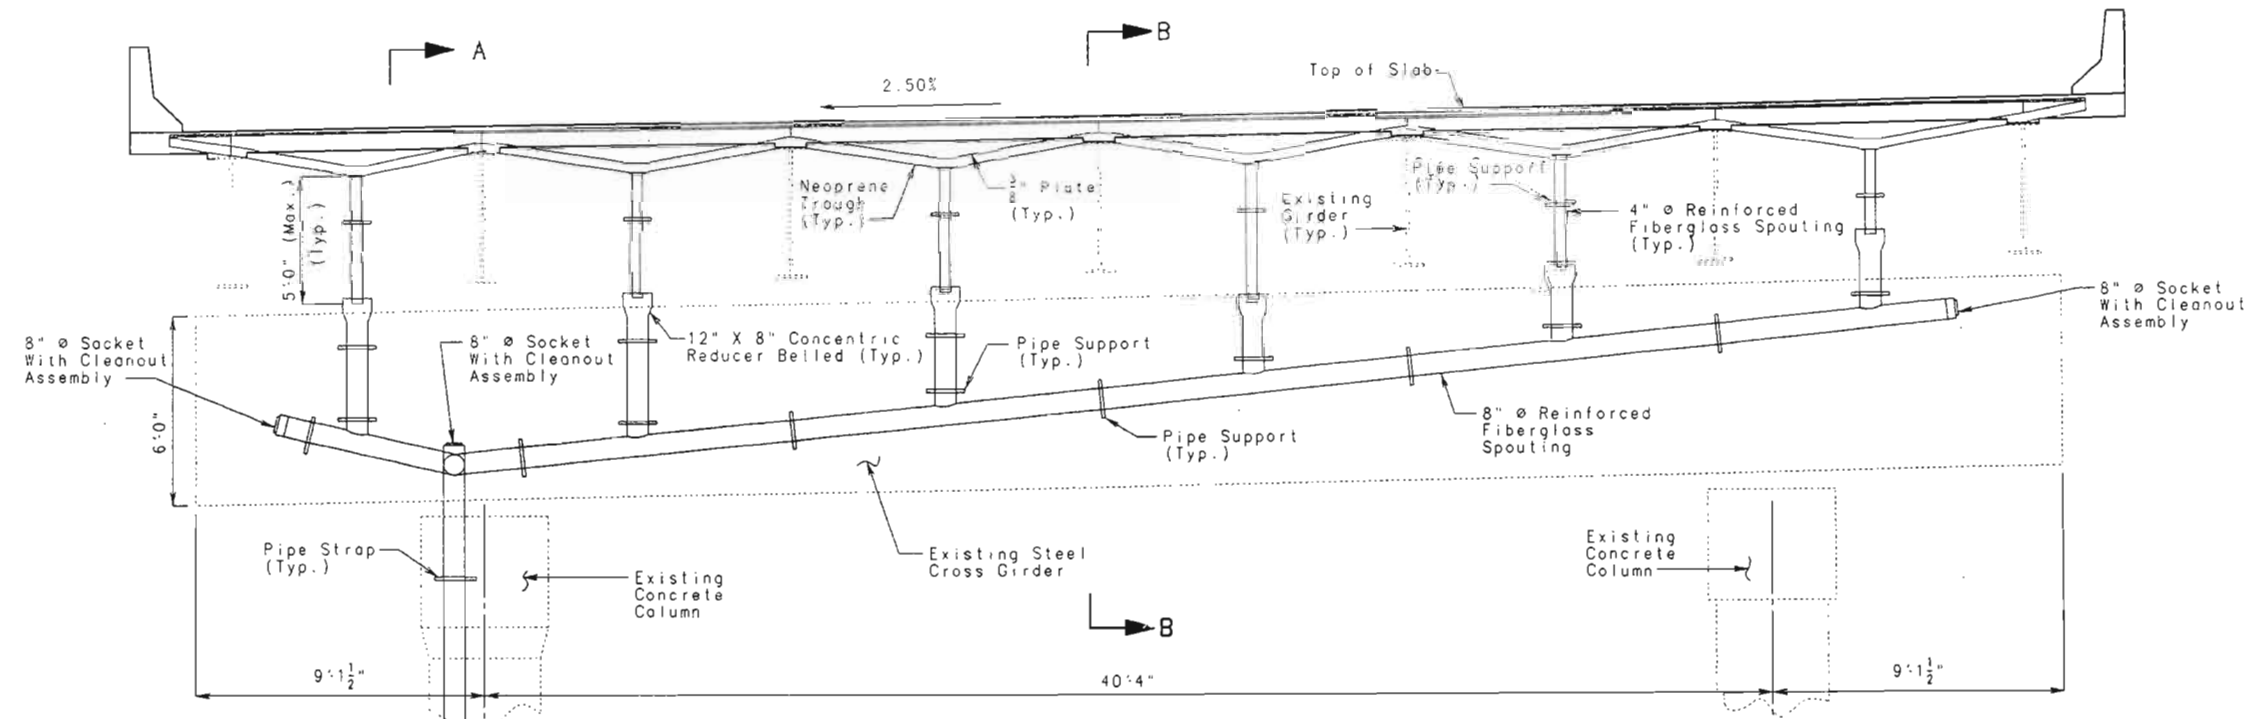 A
B
2.50%
Top of Slab
5'-0" (Max.)
(Typ.)
Neoprene
Trough
(Typ.)
3/8" Plate
(Typ.)
Existing
Girder
(Typ.)
Pipe Support
(Typ.)
4" ø Reinforced
Fiberglass Spouting
(Typ.)
8" ø Socket
With Cleanout
Assembly
6'-0"
8" ø Socket
With Cleanout
Assembly
12" X 8" Concentric
Reducer Belled (Typ.)
Pipe Support
(Typ.)
8" ø Socket
With Cleanout
Assembly
Pipe Support
(Typ.)
8" ø Reinforced
Fiberglass
Spouting
Pipe Strap
(Typ.)
Existing
Concrete
Column
Existing Steel
Cross Girder
Existing
Concrete
Column
B
9'-1 1/2"
40'-4"
9'-1 1/2"